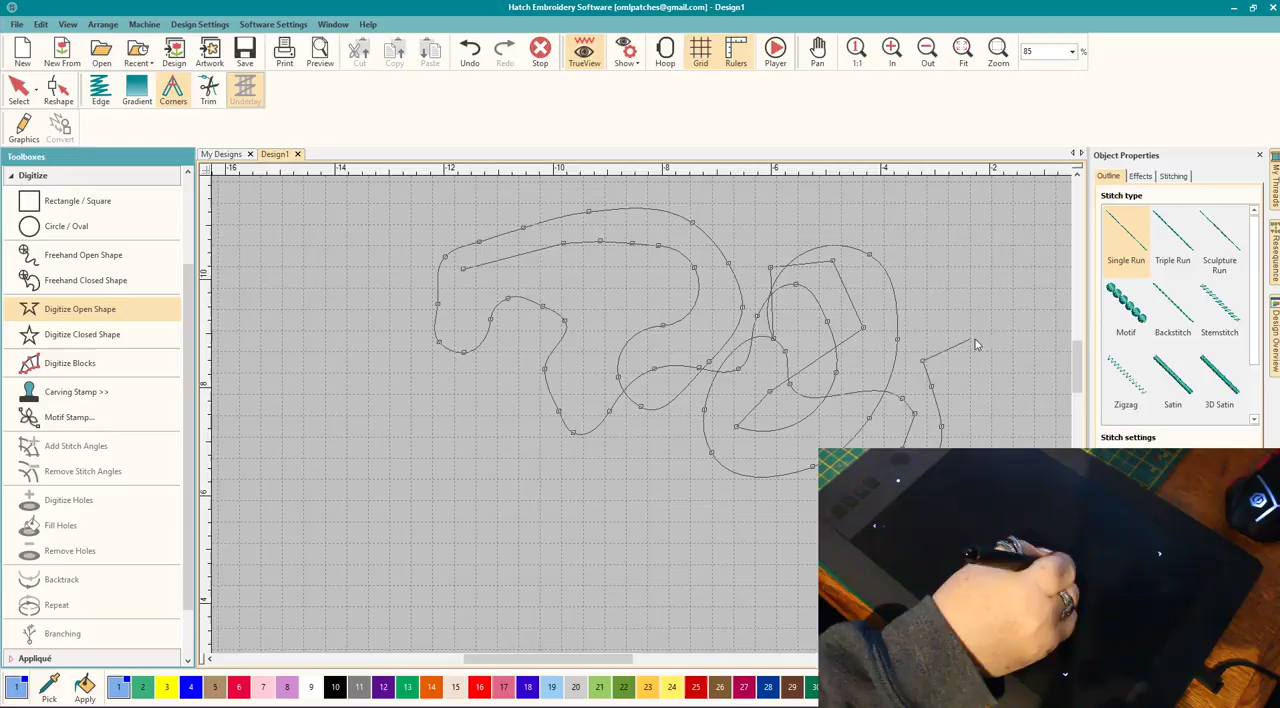 Hatch Embroidery Software [omlpatches@gmail.com] - Design1
File Edit View Arrange Machine Design Settings Software Settings Window Help
New New From Open Recent Design Artwork Save Print Preview Cut Copy Paste Undo Redo Stop TrueView Show Hoop Grid Rulers Player Pan 1:1 In Out Fit Zoom 85 %
Select Reshape Edge Gradient Corners Trim Underlay
Graphics Convert
Toolboxes
Digitize
Rectangle / Square
Circle / Oval
Freehand Open Shape
Freehand Closed Shape
Digitize Open Shape
Digitize Closed Shape
Digitize Blocks
Carving Stamp >>
Motif Stamp...
Add Stitch Angles
Remove Stitch Angles
Digitize Holes
Fill Holes
Remove Holes
Backtrack
Repeat
Branching
Appliqué
My Designs Design1
-16 -14 -12 -10 -8 -6 -4 -2
10
8
6
4
Object Properties
Outline Effects Stitching
Stitch type
Single Run Triple Run Sculpture Run
Motif Backstitch Stemstitch
Zigzag Satin 3D Satin
Stitch settings
My Threads
Resequence
Design Overview
1 Pick Apply 1 2 3 4 5 6 7 8 9 10 11 12 13 14 15 16 17 18 19 20 21 22 23 24 25 26 27 28 29 30